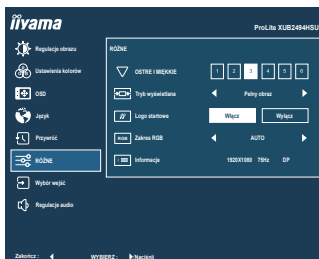 iiyama
ProLite XUB2494HSU
Regulacje obrazu
RÓŻNE
Ustawienia kolorów
OSTRE I MIĘKKIE 1 2 3 4 5 6
OSD
Tryb wyświetlana Pełny obraz
Język
Logo startowe Włącz Wyłącz
Przywróć
RGB Zakres RGB AUTO
RÓŻNE
i Informacje 1920X1080 75Hz DP
Wybór wejść
Regulacje audio
Zakończ : WYBIERZ : Naciśnij